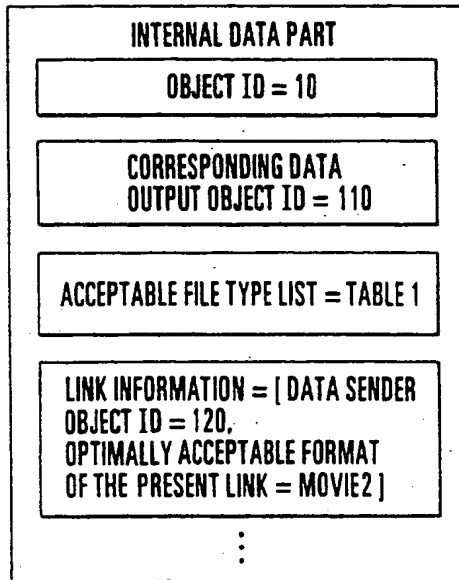 INTERNAL DATA PART
OBJECT ID = 10
CORRESPONDING DATA
OUTPUT OBJECT ID = 110
ACCEPTABLE FILE TYPE LIST = TABLE 1
LINK INFORMATION = [ DATA SENDER
OBJECT ID = 120,
OPTIMALLY ACCEPTABLE FORMAT
OF THE PRESENT LINK = MOVIE2 ]
⋮